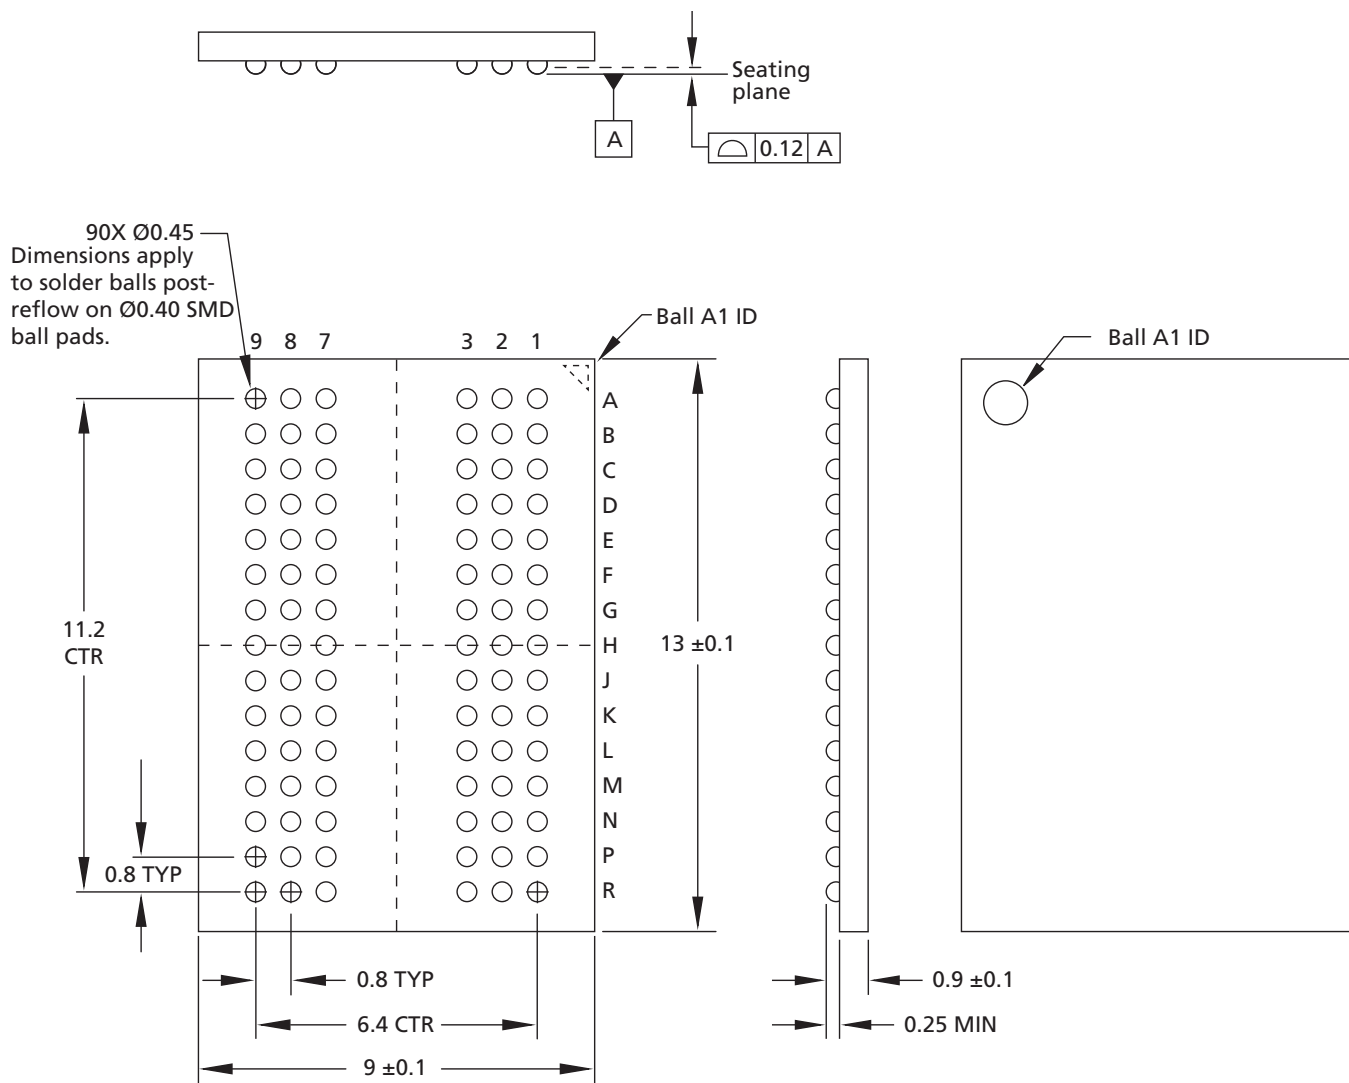 Seating
plane
A
0.12 A
90X Ø0.45
Dimensions apply
to solder balls post-
reflow on Ø0.40 SMD
ball pads.
Ball A1 ID
Ball A1 ID
9 8 7 3 2 1
A
B
C
D
E
F
G
H
J
K
L
M
N
P
R
11.2
CTR
13 ±0.1
0.8 TYP
0.8 TYP
0.9 ±0.1
6.4 CTR
0.25 MIN
9 ±0.1